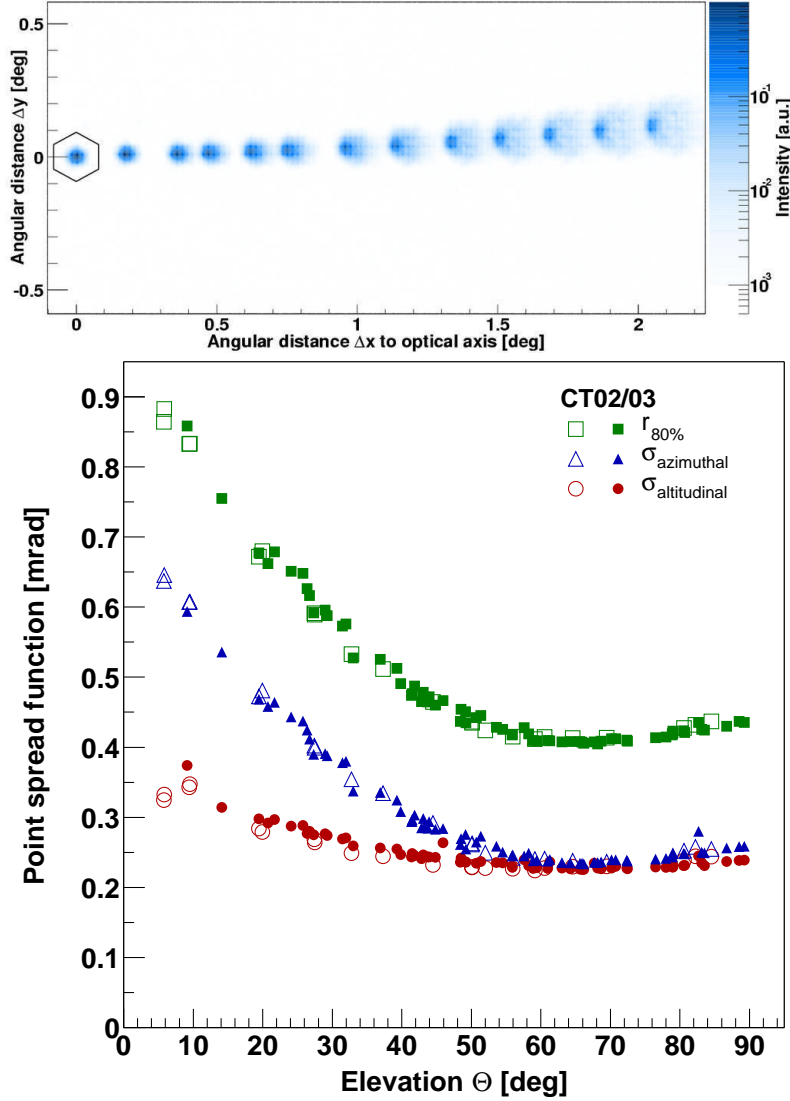 0.5
0
-0.5
Angular distance Δy [deg]
0 0.5 1 1.5 2
Angular distance Δx to optical axis [deg]
10⁻¹
10⁻²
10⁻³
Intensity [a.u.]
CT02/03
r80%
σazimuthal
σaltitudinal
0.9
0.8
0.7
0.6
0.5
0.4
0.3
0.2
0.1
0
Point spread function [mrad]
0 10 20 30 40 50 60 70 80 90
Elevation Θ [deg]